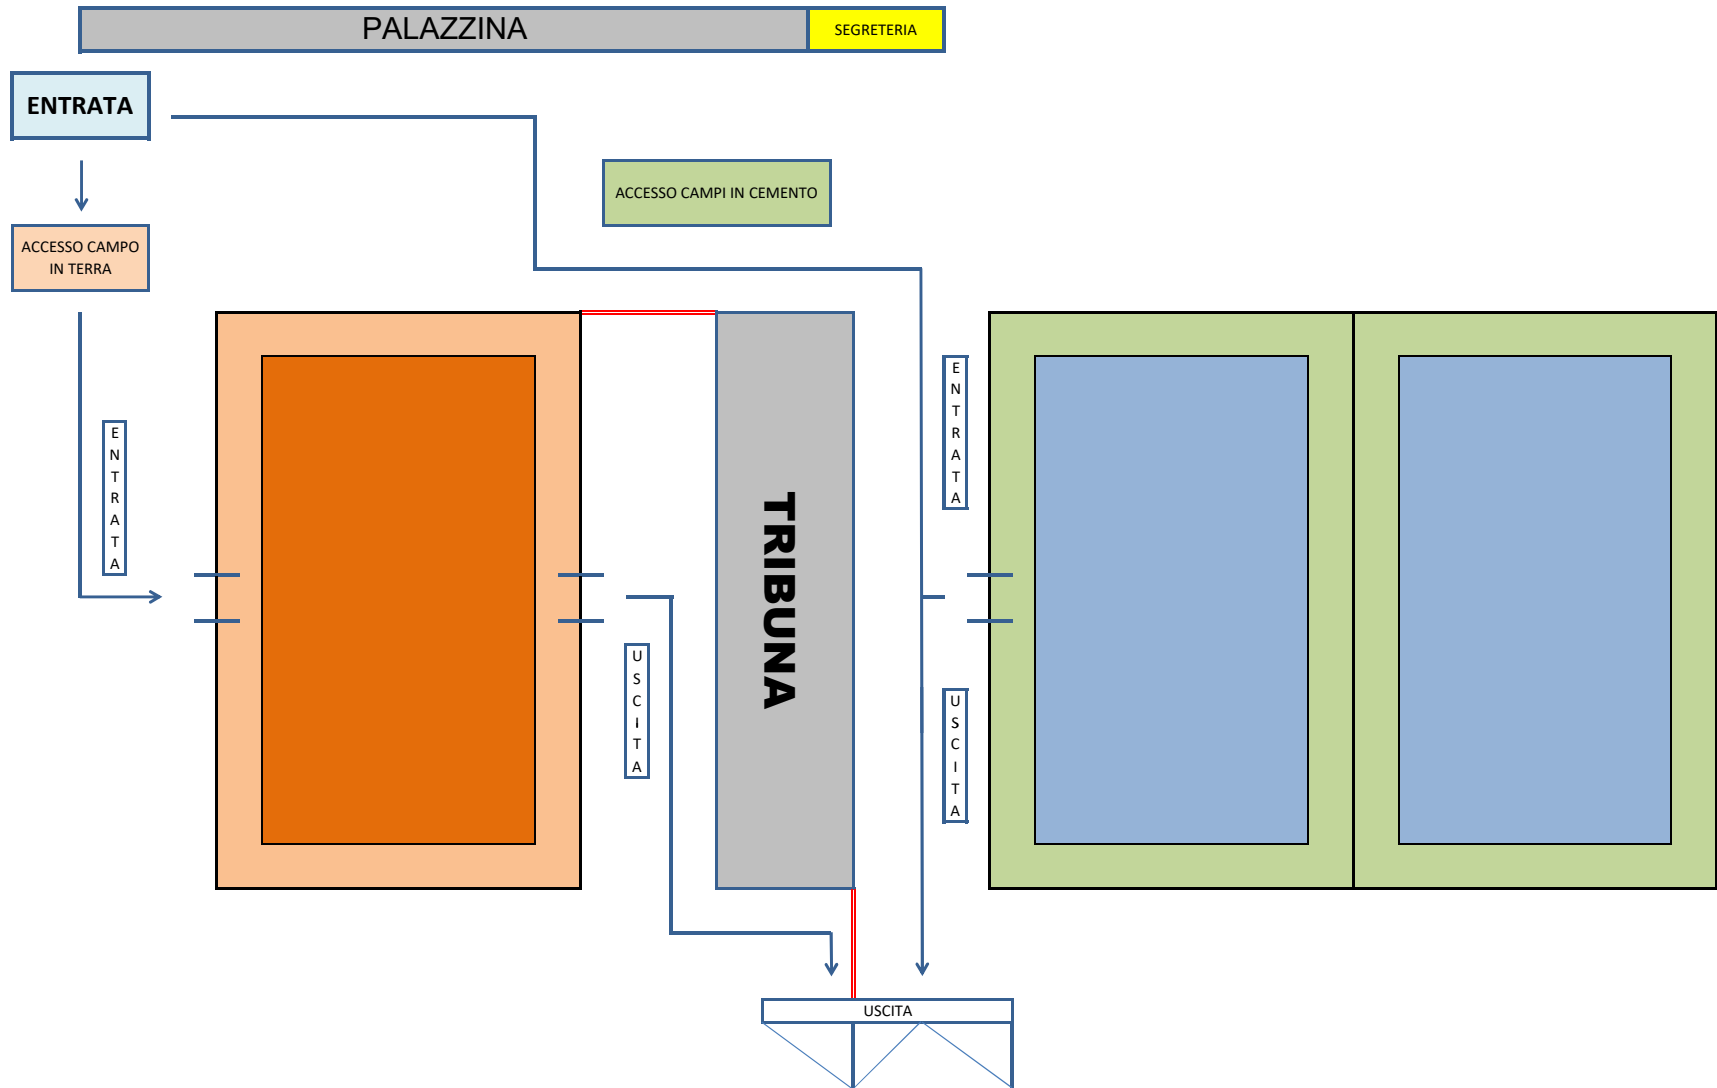 PALAZZINA
SEGRETERIA
ENTRATA
ACCESSO CAMPI IN CEMENTO
ACCESSO CAMPO
IN TERRA
ENTRATA
ENTRATA
TRIBUNA
USCITA
USCITA
USCITA